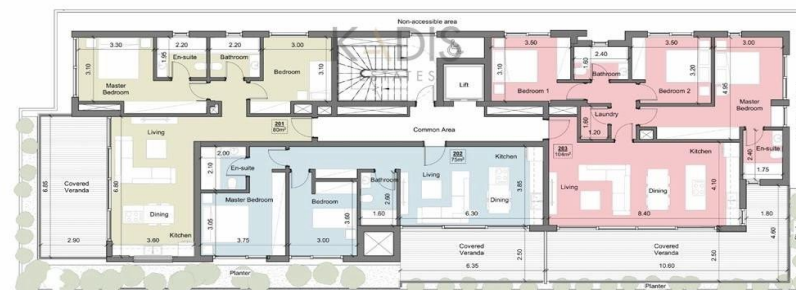 Non-accessible area
KADIS
ESTATES
3.30
1.95
2.20
En-suite
2.20
Bathroom
3.00
3.10
Master
Bedroom
Bedroom
3.10
Lift
3.50
3.10
Bedroom 1
2.40
1.60
Bathroom
3.50
3.20
Bedroom 2
3.00
4.95
Master
Bedroom
Laundry
1.60
1.20
201
80m²
Living
Common Area
202
75m²
203
104m²
Kitchen
En-suite
2.40
1.75
6.85
Covered
Veranda
2.90
6.80
Dining
Kitchen
3.60
2.00
2.10
En-suite
Master Bedroom
3.05
3.75
Bedroom
3.60
3.00
Bathroom
2.60
1.60
Living
Kitchen
3.85
Dining
6.30
Living
Dining
4.10
8.40
1.80
4.60
Covered
Veranda
2.50
6.35
Covered
Veranda
2.50
10.60
Planter
Planter